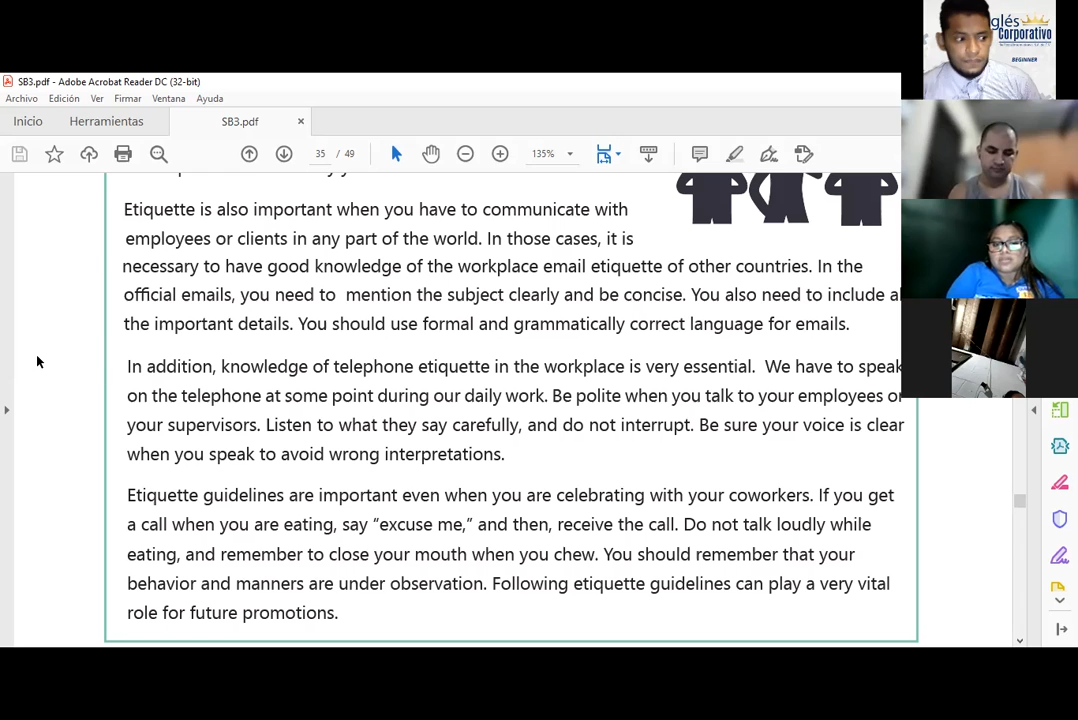 glés
Corporativo
BEGINNER
SB3.pdf - Adobe Acrobat Reader DC (32-bit)
Archivo Edición Ver Firmar Ventana Ayuda
Inicio Herramientas SB3.pdf ×
35 / 49 135%
Etiquette is also important when you have to communicate with
employees or clients in any part of the world. In those cases, it is
necessary to have good knowledge of the workplace email etiquette of other countries. In the
official emails, you need to mention the subject clearly and be concise. You also need to include
the important details. You should use formal and grammatically correct language for emails.
In addition, knowledge of telephone etiquette in the workplace is very essential. We have to speak
on the telephone at some point during our daily work. Be polite when you talk to your employees or
your supervisors. Listen to what they say carefully, and do not interrupt. Be sure your voice is clear
when you speak to avoid wrong interpretations.
Etiquette guidelines are important even when you are celebrating with your coworkers. If you get
a call when you are eating, say “excuse me,” and then, receive the call. Do not talk loudly while
eating, and remember to close your mouth when you chew. You should remember that your
behavior and manners are under observation. Following etiquette guidelines can play a very vital
role for future promotions.